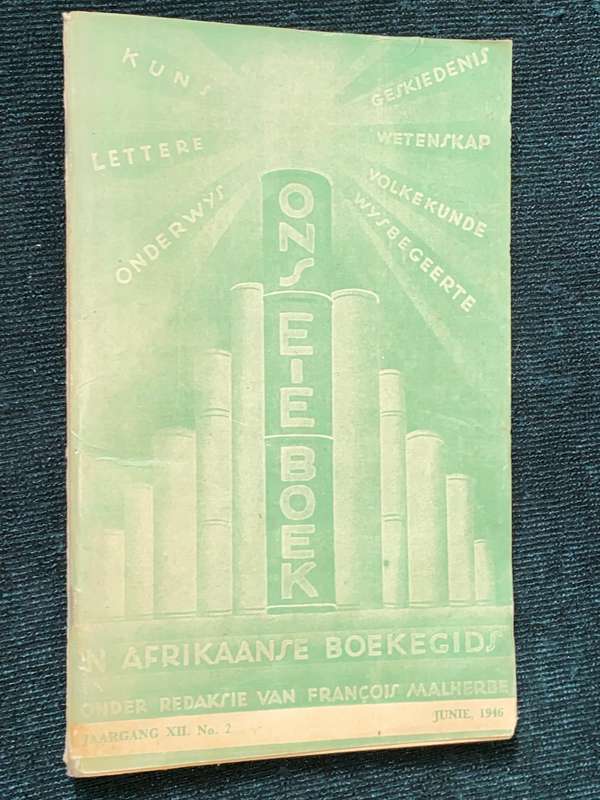 KUNS
LETTERE
ONDERWYS
GESKIEDENIS
WETENSKAP
VOLKEKUNDE
WYSBEGEERTE
ONS
EIE
BOEK
'N AFRIKAANSE BOEKEGIDS
ONDER REDAKSIE VAN FRANÇOIS MALHERBE
JAARGANG XII. No. 2
JUNIE, 1946